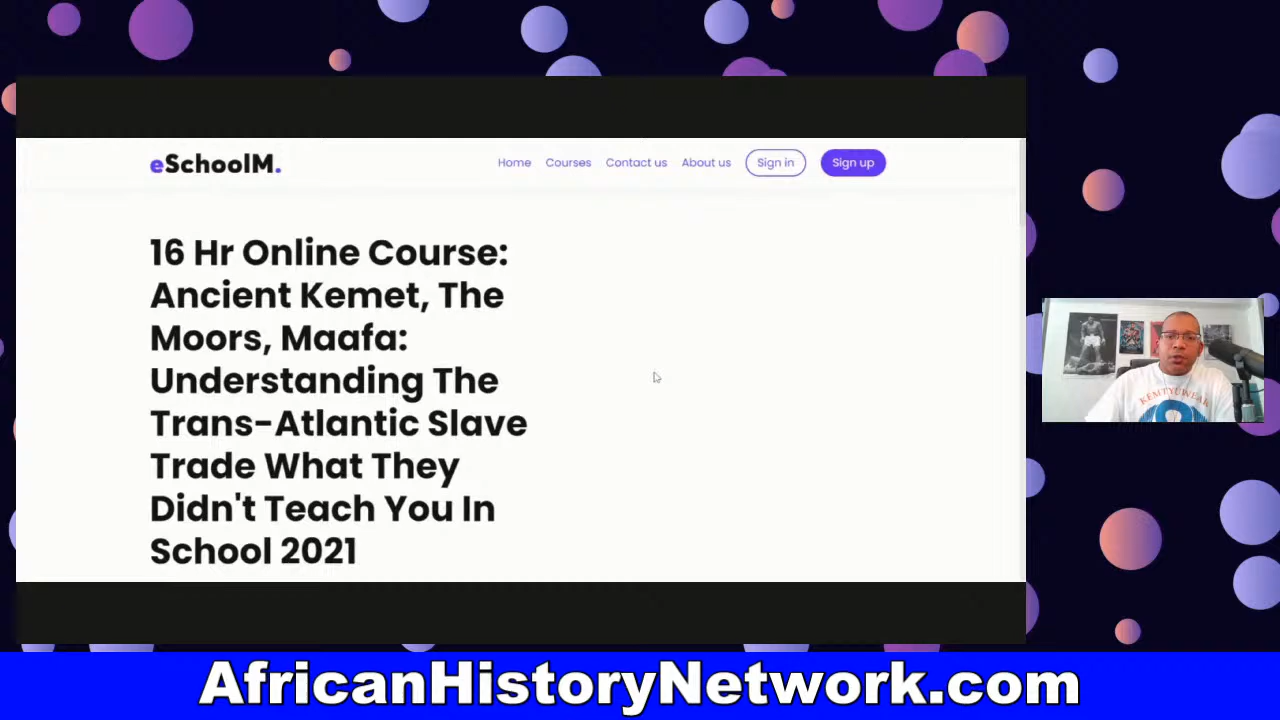 eSchoolM.
Home Courses Contact us About us Sign in Sign up
16 Hr Online Course:
Ancient Kemet, The
Moors, Maafa:
Understanding The
Trans-Atlantic Slave
Trade What They
Didn't Teach You In
School 2021
KEMTYUWEAR
AfricanHistoryNetwork.com